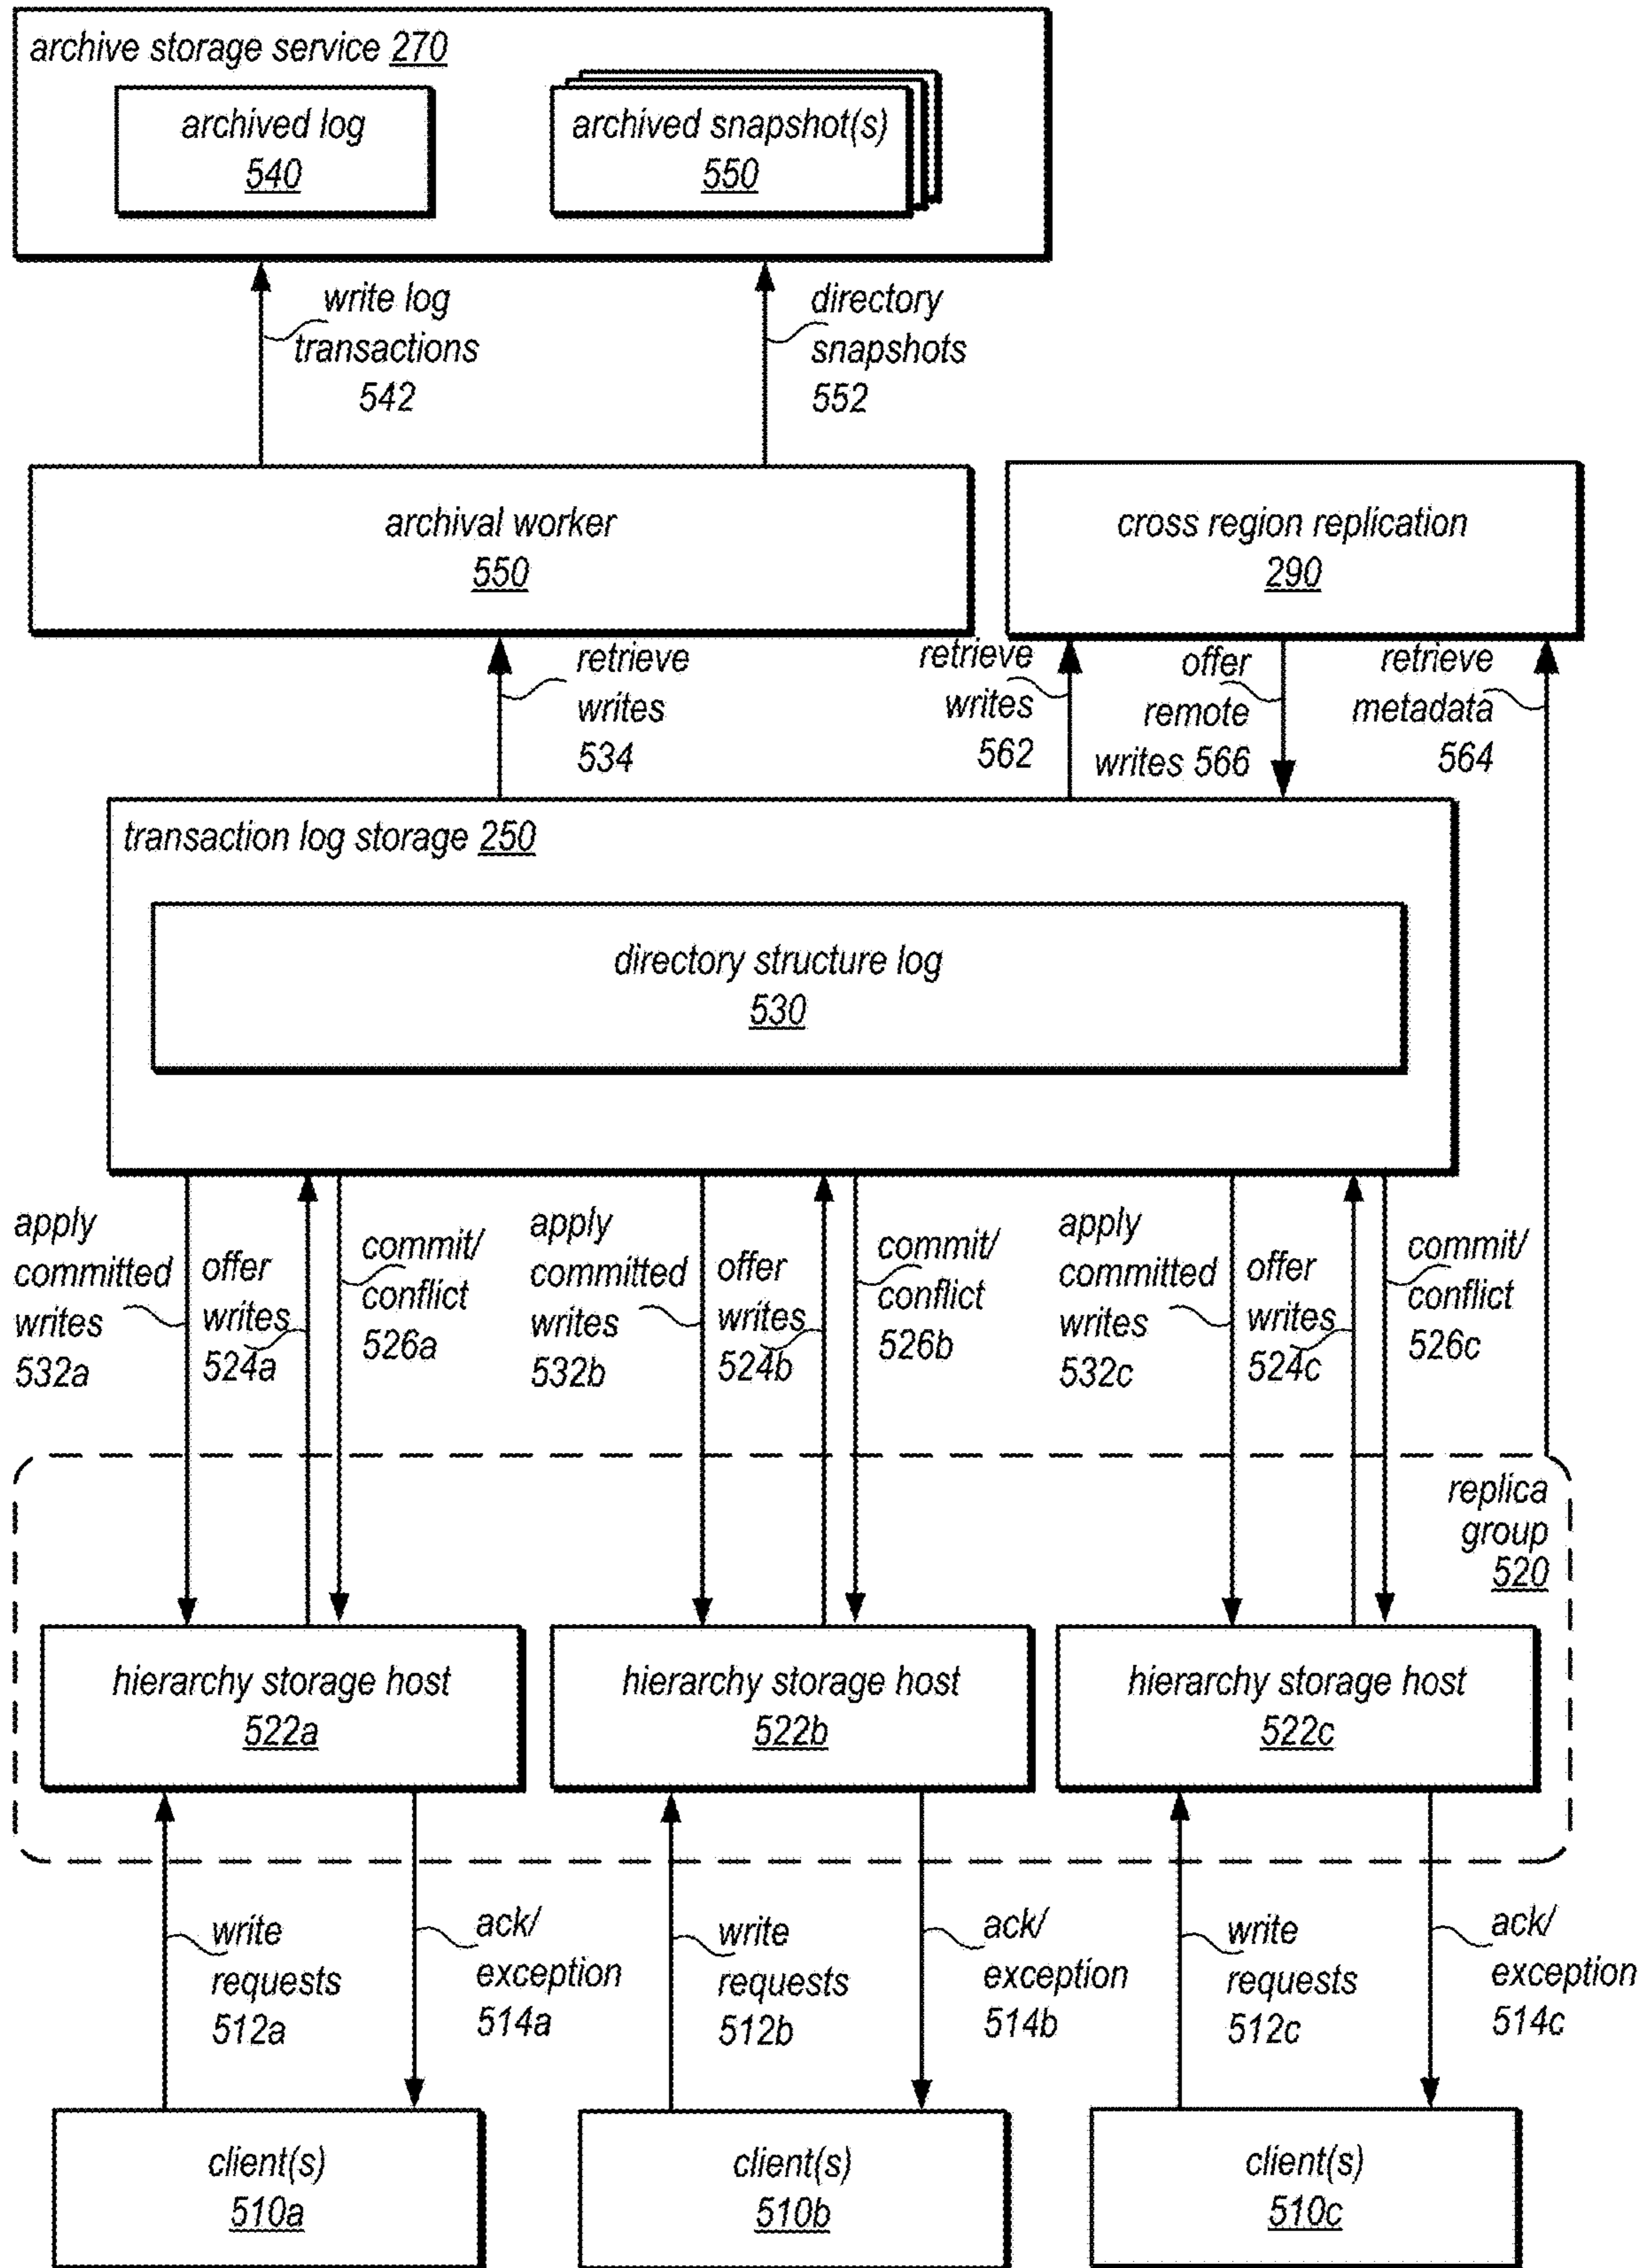 archive storage service 270
archived log
540
archived snapshot(s)
550
write log
transactions
542
directory
snapshots
552
archival worker
550
cross region replication
290
retrieve
writes
534
retrieve
writes
562
offer
remote
writes 566
retrieve
metadata
564
transaction log storage 250
directory structure log
530
apply
committed
writes
532a
offer
writes
524a
commit/
conflict
526a
apply
committed
writes
532b
offer
writes
524b
commit/
conflict
526b
apply
committed
writes
532c
offer
writes
524c
commit/
conflict
526c
replica
group
520
hierarchy storage host
522a
hierarchy storage host
522b
hierarchy storage host
522c
write
requests
512a
ack/
exception
514a
write
requests
512b
ack/
exception
514b
write
requests
512c
ack/
exception
514c
client(s)
510a
client(s)
510b
client(s)
510c